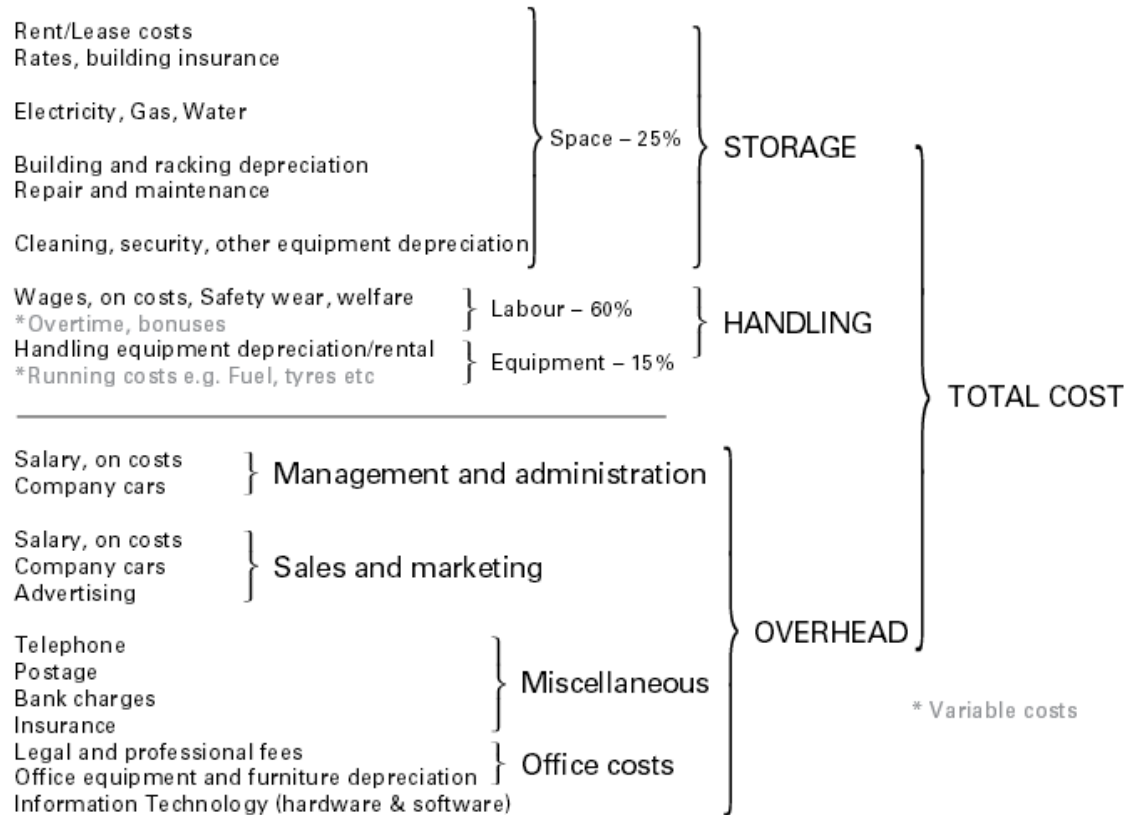 Rent/Lease costs
Rates, building insurance
Electricity, Gas, Water
Space – 25%
STORAGE
Building and racking depreciation
Repair and maintenance
Cleaning, security, other equipment depreciation
Wages, on costs, Safety wear, welfare
*Overtime, bonuses
Labour – 60%
HANDLING
Handling equipment depreciation/rental
*Running costs e.g. Fuel, tyres etc
Equipment – 15%
TOTAL COST
Salary, on costs
Company cars
Management and administration
Salary, on costs
Company cars
Advertising
Sales and marketing
OVERHEAD
Telephone
Postage
Bank charges
Insurance
Miscellaneous
* Variable costs
Legal and professional fees
Office equipment and furniture depreciation
Office costs
Information Technology (hardware & software)